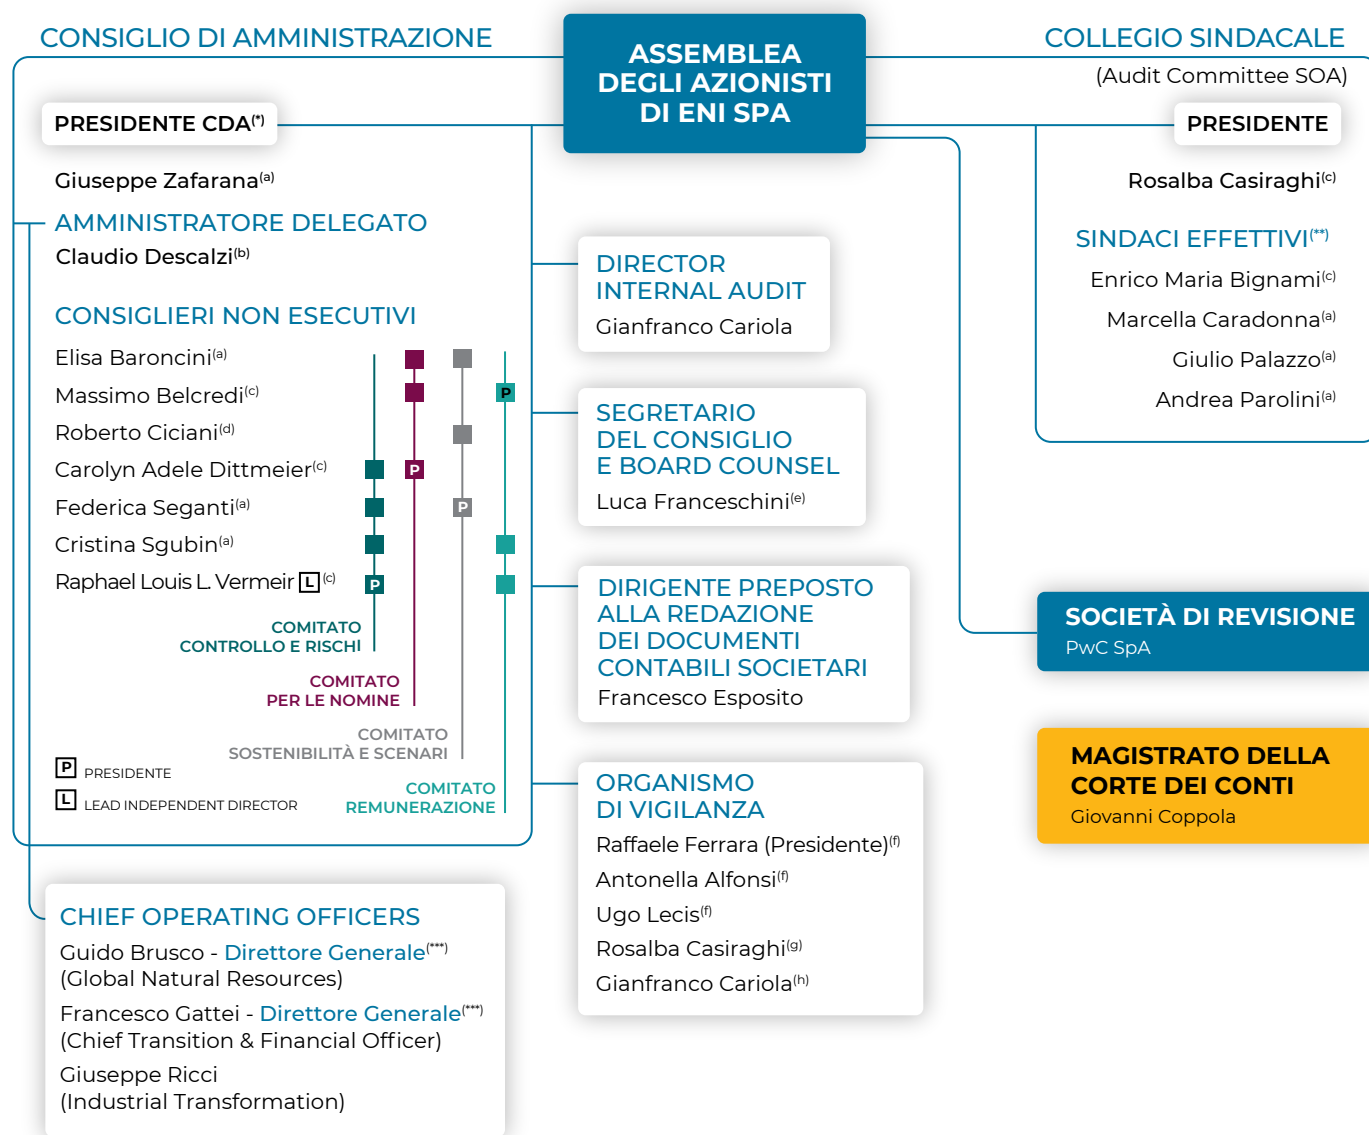 CONSIGLIO DI AMMINISTRAZIONE
PRESIDENTE CDA(*)
Giuseppe Zafarana(a)
AMMINISTRATORE DELEGATO
Claudio Descalzi(b)
CONSIGLIERI NON ESECUTIVI
Elisa Baroncini(a)
Massimo Belcredi(c)
P
Roberto Ciciani(d)
Carolyn Adele Dittmeier(c)
P
Federica Seganti(a)
P
Cristina Sgubin(a)
Raphael Louis L. Vermeir L (c)
P
COMITATO
CONTROLLO E RISCHI
COMITATO
PER LE NOMINE
COMITATO
SOSTENIBILITÀ E SCENARI
COMITATO
REMUNERAZIONE
P PRESIDENTE
L LEAD INDEPENDENT DIRECTOR
CHIEF OPERATING OFFICERS
Guido Brusco - Direttore Generale(***)
(Global Natural Resources)
Francesco Gattei - Direttore Generale(***)
(Chief Transition & Financial Officer)
Giuseppe Ricci
(Industrial Transformation)
ASSEMBLEA
DEGLI AZIONISTI
DI ENI SPA
DIRECTOR
INTERNAL AUDIT
Gianfranco Cariola
SEGRETARIO
DEL CONSIGLIO
E BOARD COUNSEL
Luca Franceschini(e)
DIRIGENTE PREPOSTO
ALLA REDAZIONE
DEI DOCUMENTI
CONTABILI SOCIETARI
Francesco Esposito
ORGANISMO
DI VIGILANZA
Raffaele Ferrara (Presidente)(f)
Antonella Alfonsi(f)
Ugo Lecis(f)
Rosalba Casiraghi(g)
Gianfranco Cariola(h)
COLLEGIO SINDACALE
(Audit Committee SOA)
PRESIDENTE
Rosalba Casiraghi(c)
SINDACI EFFETTIVI(**)
Enrico Maria Bignami(c)
Marcella Caradonna(a)
Giulio Palazzo(a)
Andrea Parolini(a)
SOCIETÀ DI REVISIONE
PwC SpA
MAGISTRATO DELLA
CORTE DEI CONTI
Giovanni Coppola